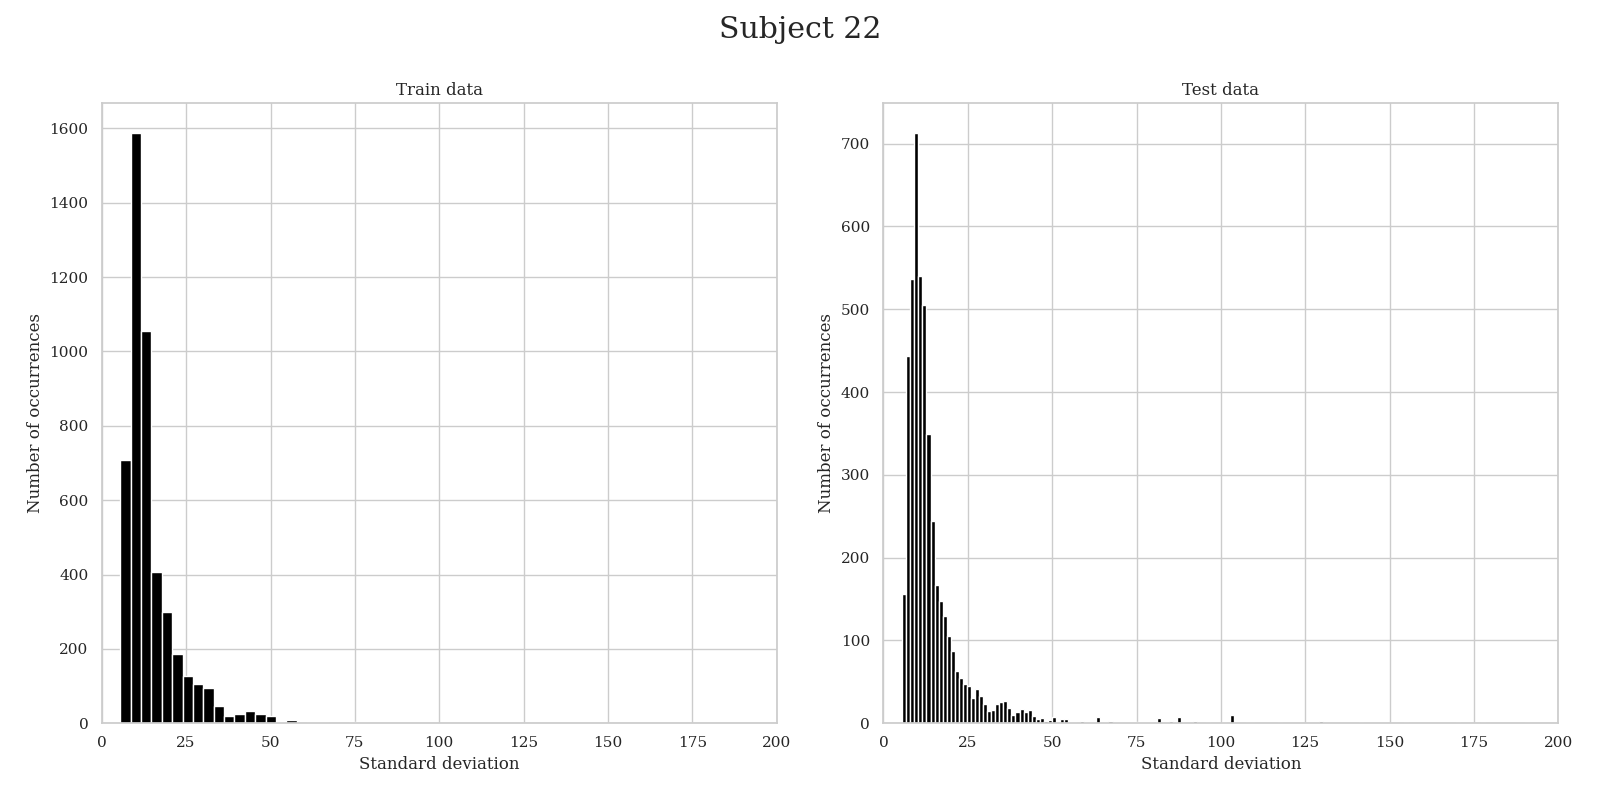 Subject 22
Train data
Number of occurrences
1600
1400
1200
1000
800
600
400
200
0
0 25 50 75 100 125 150 175 200
Standard deviation
Test data
Number of occurrences
700
600
500
400
300
200
100
0
0 25 50 75 100 125 150 175 200
Standard deviation